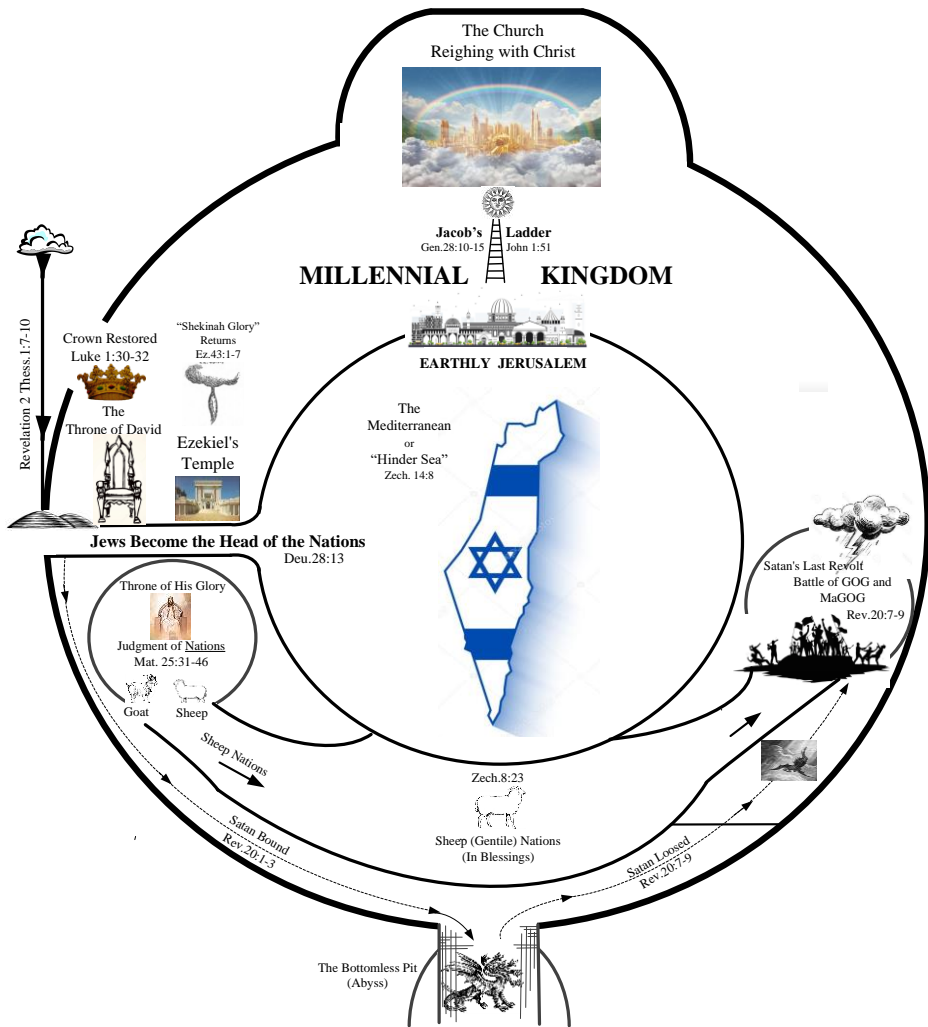 The Church
Reighing with Christ
Jacob's Ladder
Gen.28:10-15 John 1:51
MILLENNIAL KINGDOM
EARTHLY JERUSALEM
Revelation 2 Thess.1:7-10
Crown Restored
Luke 1:30-32
The
Throne of David
“Shekinah Glory”
Returns
Ez.43:1-7
Ezekiel's
Temple
The
Mediterranean
or
“Hinder Sea”
Zech. 14:8
Jews Become the Head of the Nations
Deu.28:13
Throne of His Glory
Judgment of Nations
Mat. 25:31-46
Goat Sheep
Sheep Nations
Satan's Last Revolt
Battle of GOG and
MaGOG
Rev.20:7-9
Zech.8:23
Sheep (Gentile) Nations
(In Blessings)
Satan Bound
Rev.20:1-3
Satan Loosed
Rev.20:7-9
The Bottomless Pit
(Abyss)